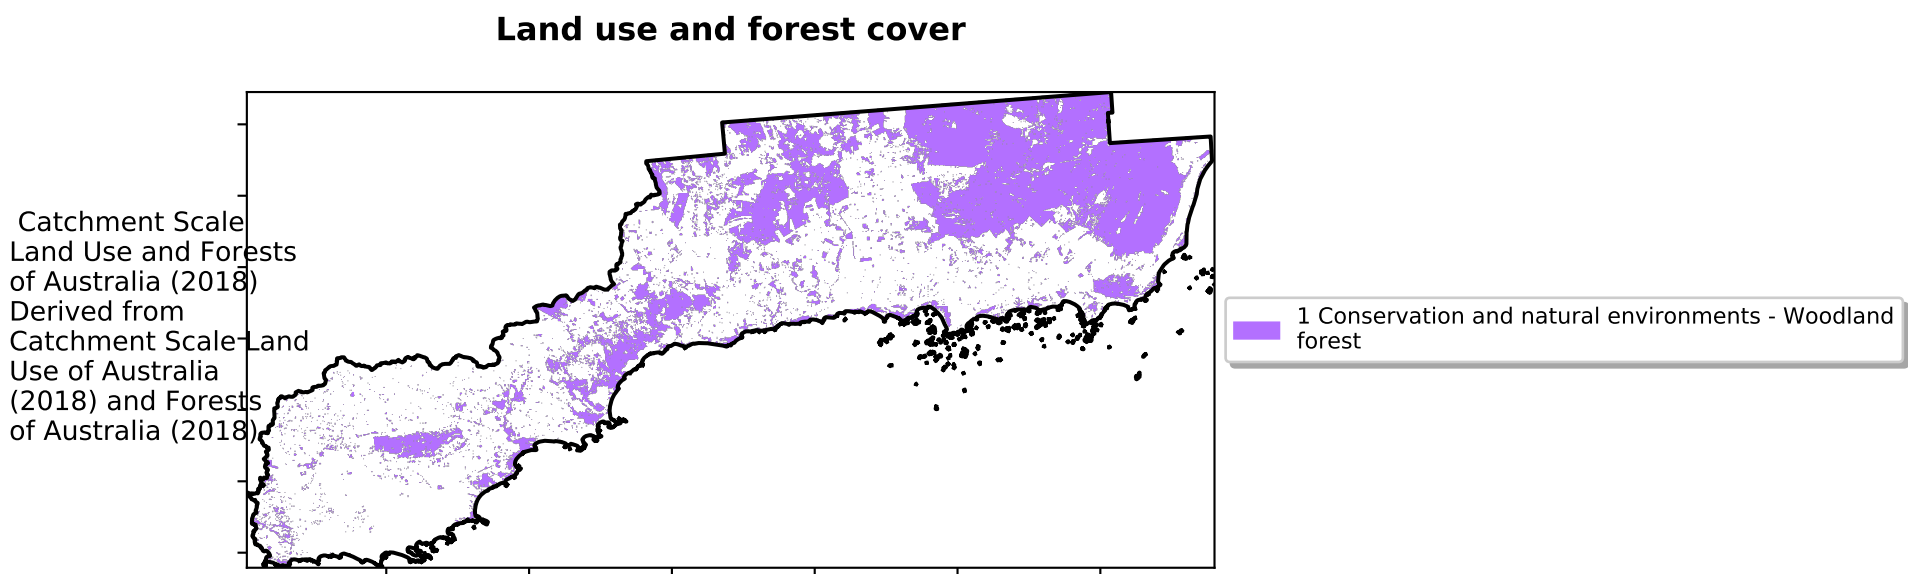 Land use and forest cover
Catchment Scale
Land Use and Forests
of Australia (2018)
Derived from
Catchment Scale Land
Use of Australia
(2018) and Forests
of Australia (2018)
1 Conservation and natural environments - Woodland
forest